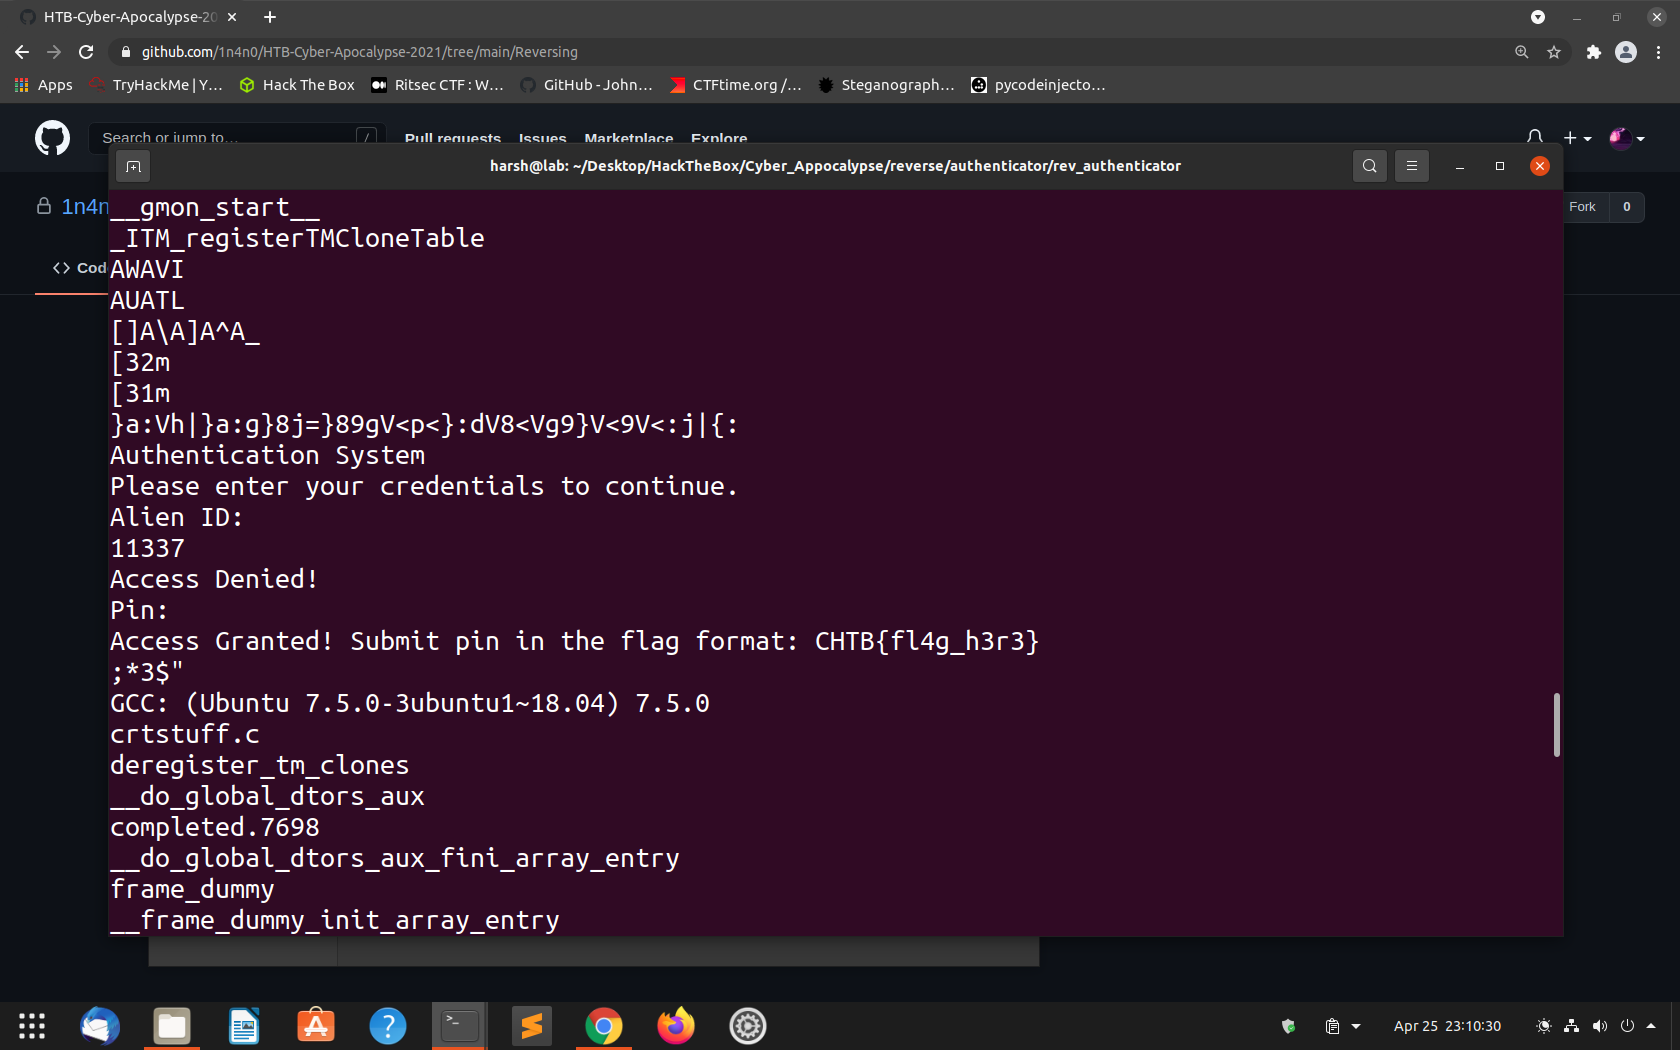 HTB-Cyber-Apocalypse-20
github.com/1n4n0/HTB-Cyber-Apocalypse-2021/tree/main/Reversing
Apps TryHackMe | Y… Hack The Box Ritsec CTF : W… GitHub - John… CTFtime.org /… Steganograph… pycodeinjecto…
Search or jump to… / Pull requests Issues Marketplace Explore
harsh@lab: ~/Desktop/HackTheBox/Cyber_Appocalypse/reverse/authenticator/rev_authenticator
1n4n Fork 0
<> Cod
__gmon_start__
_ITM_registerTMCloneTable
AWAVI
AUATL
[]A\A]A^A_
[32m
[31m
}a:Vh|}a:g}8j=}89gV<p<}:dV8<Vg9}V<9V<:j|{:
Authentication System
Please enter your credentials to continue.
Alien ID:
11337
Access Denied!
Pin:
Access Granted! Submit pin in the flag format: CHTB{fl4g_h3r3}
;*3$"
GCC: (Ubuntu 7.5.0-3ubuntu1~18.04) 7.5.0
crtstuff.c
deregister_tm_clones
__do_global_dtors_aux
completed.7698
__do_global_dtors_aux_fini_array_entry
frame_dummy
__frame_dummy_init_array_entry
Apr 25 23:10:30